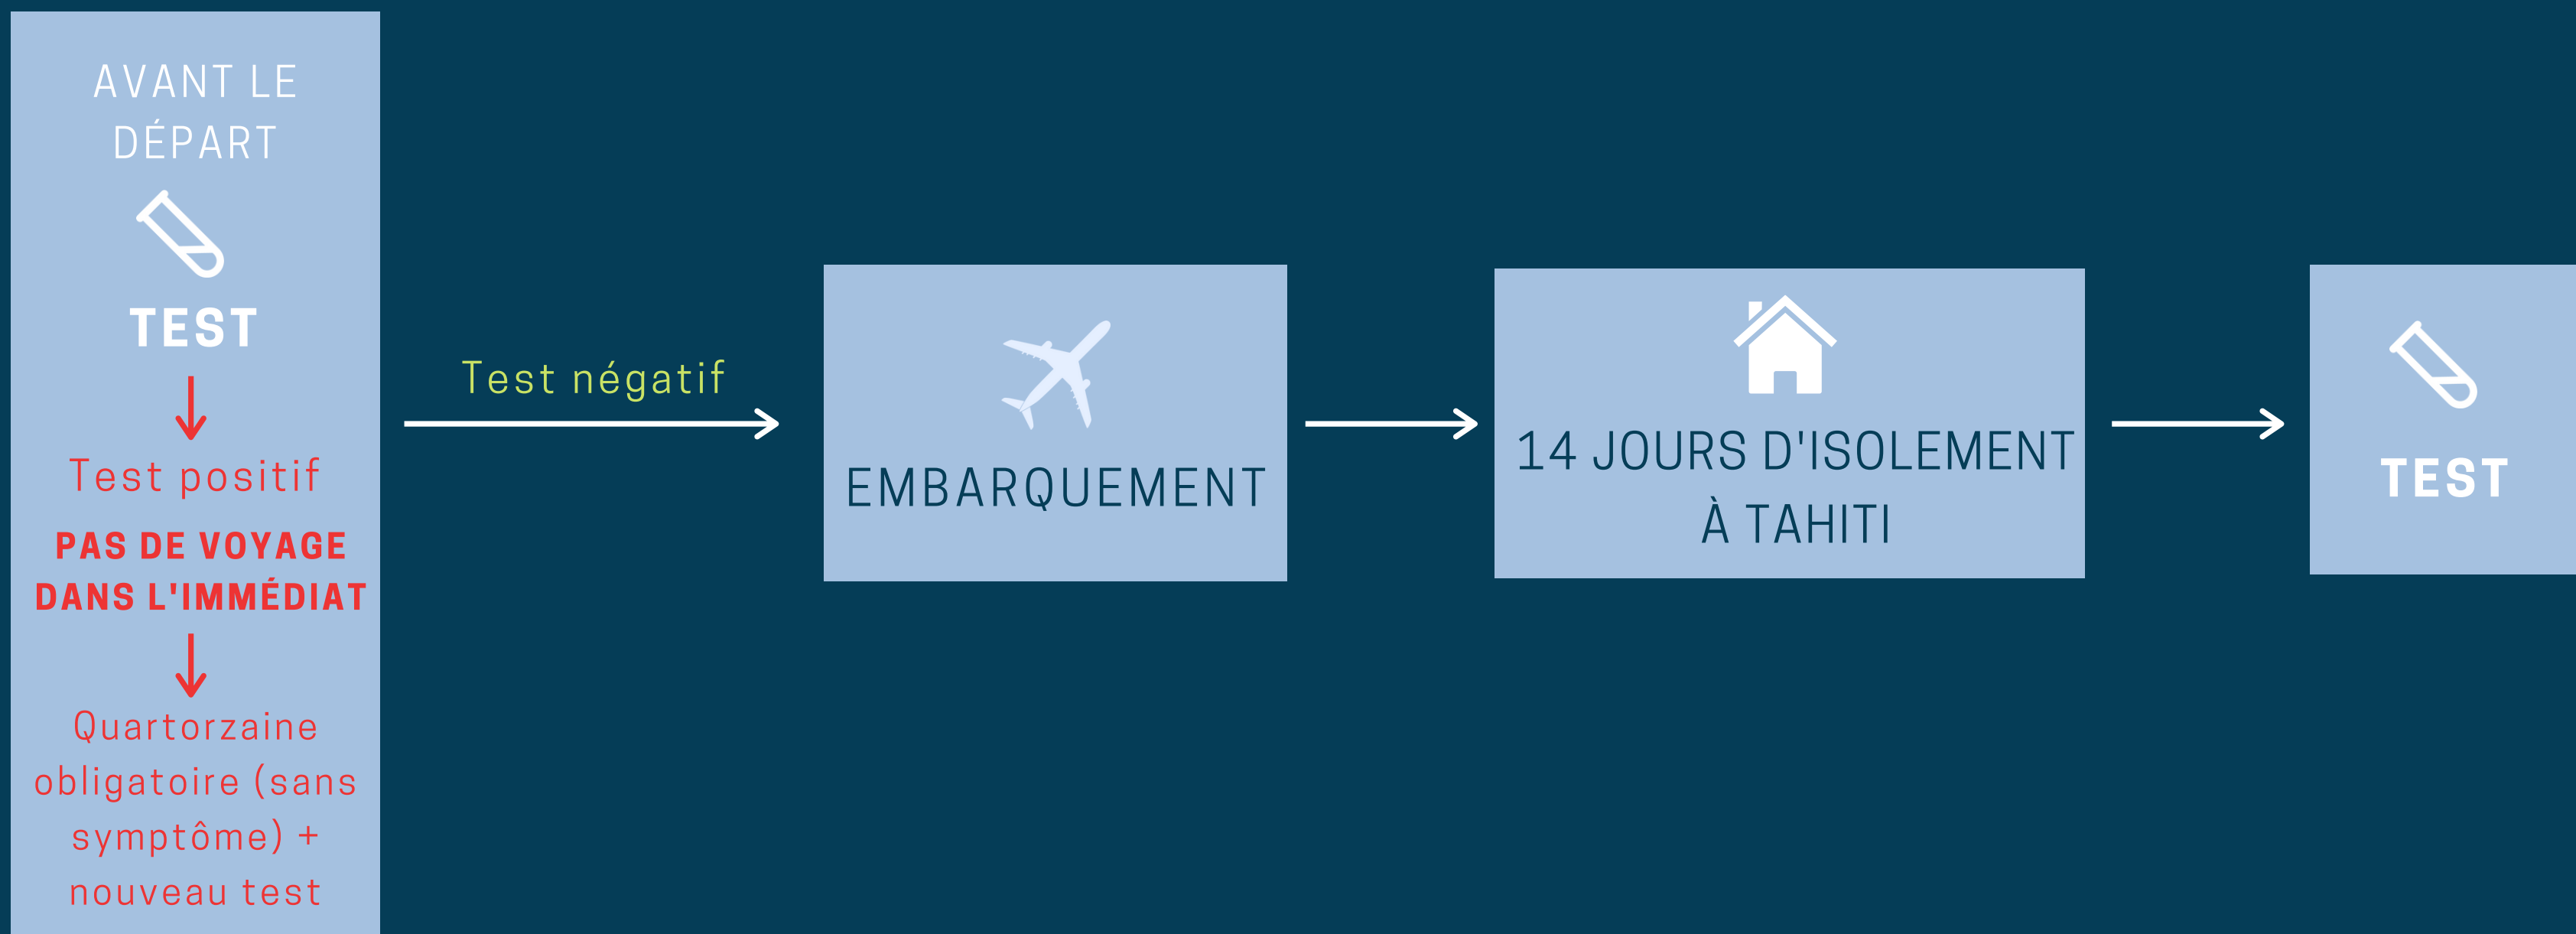 AVANT LE
DÉPART
TEST
Test positif
PAS DE VOYAGE
DANS L'IMMÉDIAT
Quartorzaine
obligatoire (sans
symptôme) +
nouveau test
Test négatif
EMBARQUEMENT
14 JOURS D'ISOLEMENT
À TAHITI
TEST